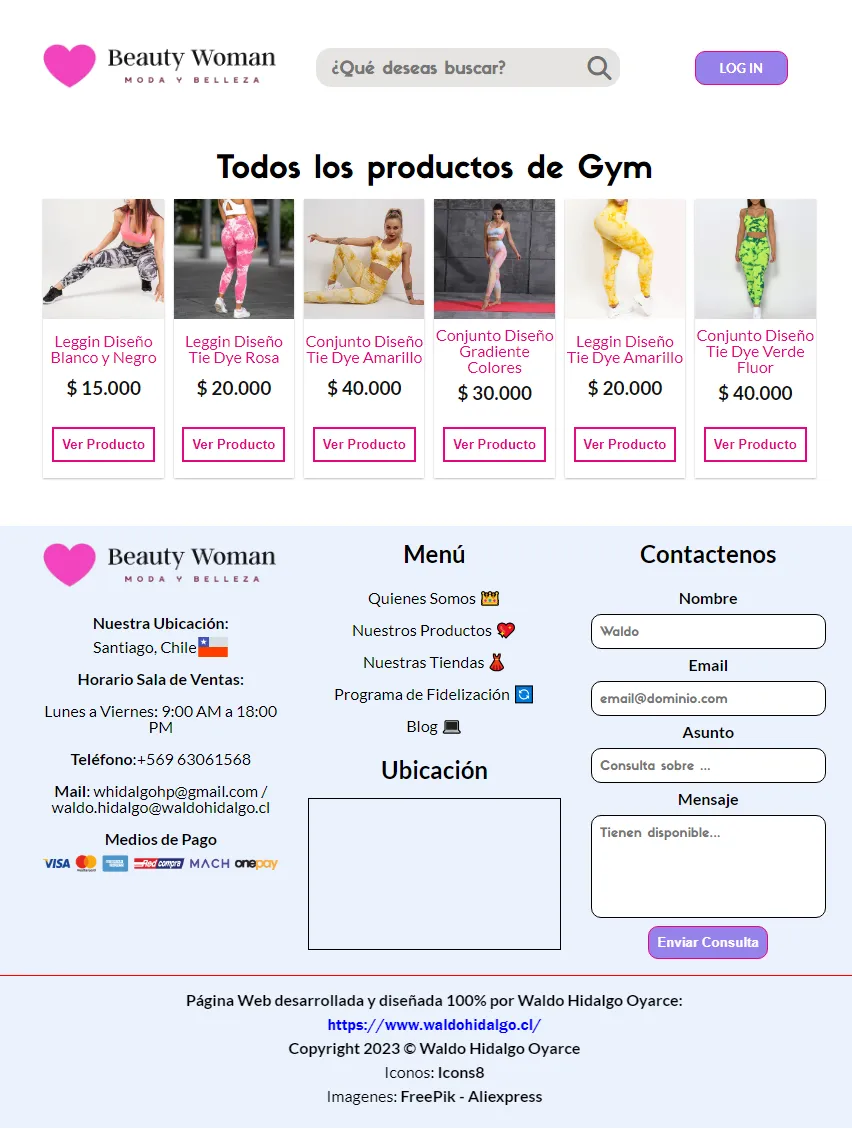 Beauty Woman
MODA Y BELLEZA
¿Qué deseas buscar?
LOG IN
Todos los productos de Gym
Leggin Diseño
Blanco y Negro
$ 15.000
Ver Producto
Leggin Diseño
Tie Dye Rosa
$ 20.000
Ver Producto
Conjunto Diseño
Tie Dye Amarillo
$ 40.000
Ver Producto
Conjunto Diseño
Gradiente
Colores
$ 30.000
Ver Producto
Leggin Diseño
Tie Dye Amarillo
$ 20.000
Ver Producto
Conjunto Diseño
Tie Dye Verde
Fluor
$ 40.000
Ver Producto
Beauty Woman
MODA Y BELLEZA
Nuestra Ubicación:
Santiago, Chile
Horario Sala de Ventas:
Lunes a Viernes: 9:00 AM a 18:00
PM
Teléfono:+569 63061568
Mail: whidalgohp@gmail.com /
waldo.hidalgo@waldohidalgo.cl
Medios de Pago
VISA mastercard AMERICAN EXPRESS Redcompra MACH onepay
Menú
Quienes Somos
Nuestros Productos
Nuestras Tiendas
Programa de Fidelización
Blog
Ubicación
Contactenos
Nombre
Waldo
Email
email@dominio.com
Asunto
Consulta sobre ...
Mensaje
Tienen disponible...
Enviar Consulta
Página Web desarrollada y diseñada 100% por Waldo Hidalgo Oyarce:
https://www.waldohidalgo.cl/
Copyright 2023 © Waldo Hidalgo Oyarce
Iconos: Icons8
Imagenes: FreePik - Aliexpress